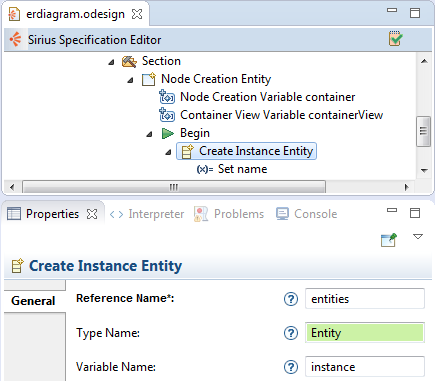 erdiagram.odesign
Sirius Specification Editor
Section
Node Creation Entity
Node Creation Variable container
Container View Variable containerView
Begin
Create Instance Entity
(x)= Set name
Properties
Interpreter
Problems
Console
Create Instance Entity
General
Reference Name*: ? entities
Type Name: ? Entity
Variable Name: ? instance